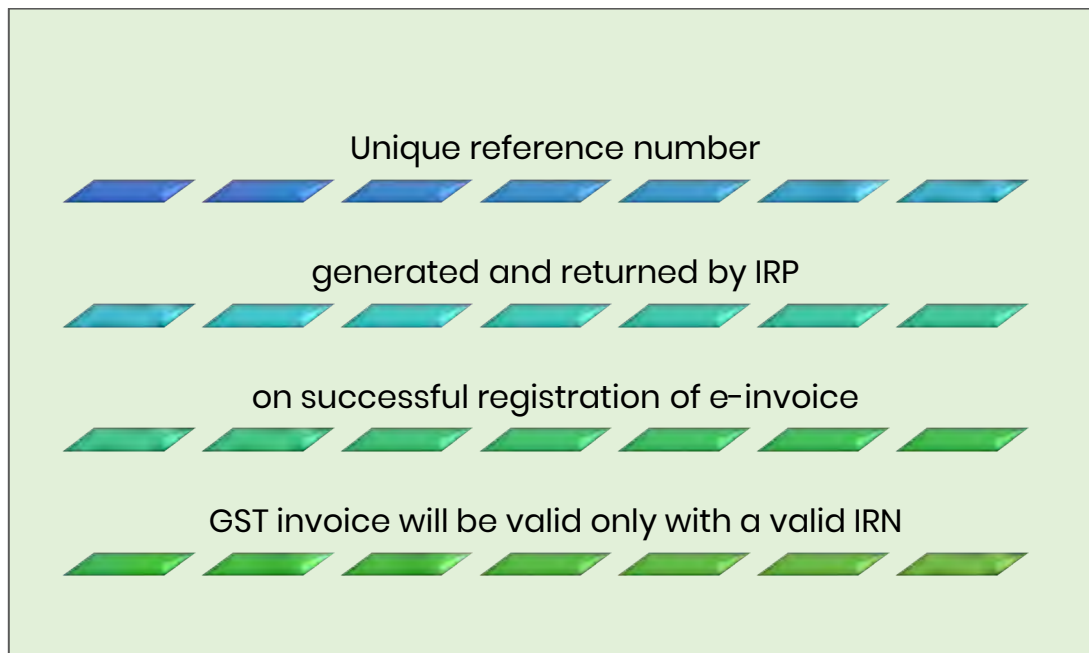 Unique reference number
generated and returned by IRP
on successful registration of e-invoice
GST invoice will be valid only with a valid IRN